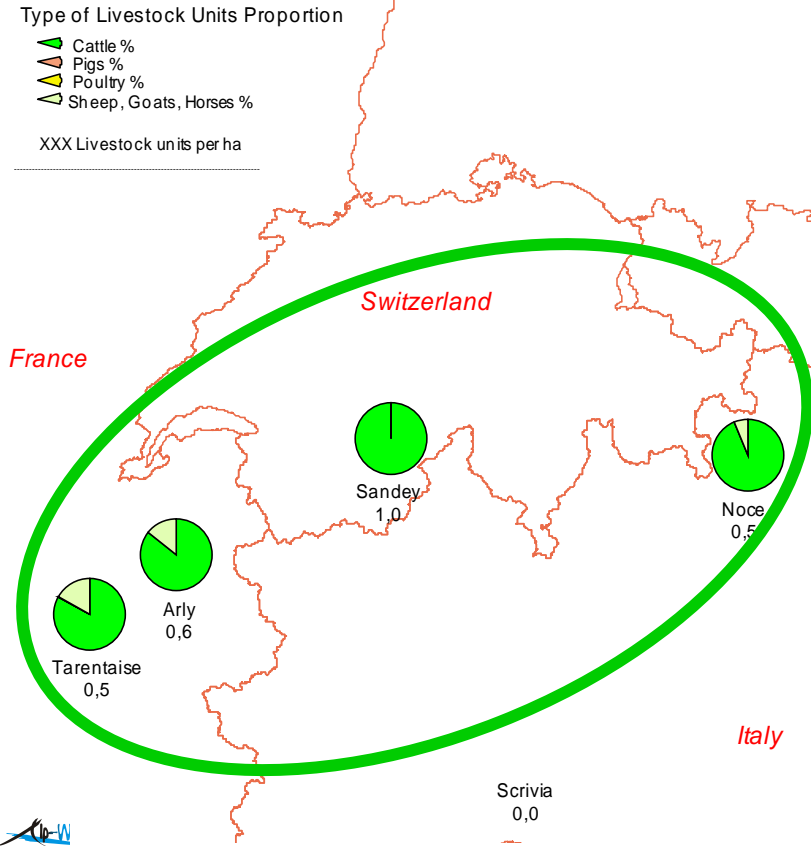 Type of Livestock Units Proportion
Cattle %
Pigs %
Poultry %
Sheep, Goats, Horses %
XXX Livestock units per ha
Switzerland
France
Sandey
1,0
Noce
0,5
Arly
0,6
Tarentaise
0,5
Italy
Scrivia
0,0